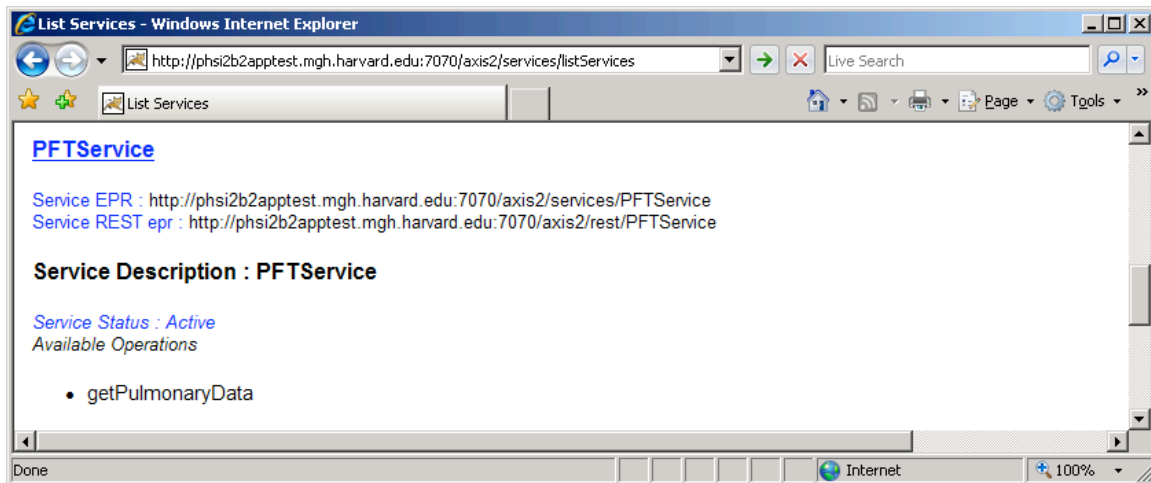 List Services - Windows Internet Explorer
http://phsi2b2apptest.mgh.harvard.edu:7070/axis2/services/listServices
Live Search
List Services
Page
Tools
»
PFTService
Service EPR : http://phsi2b2apptest.mgh.harvard.edu:7070/axis2/services/PFTService
Service REST epr : http://phsi2b2apptest.mgh.harvard.edu:7070/axis2/rest/PFTService
Service Description : PFTService
Service Status : Active
Available Operations
• getPulmonaryData
Done
Internet
100%